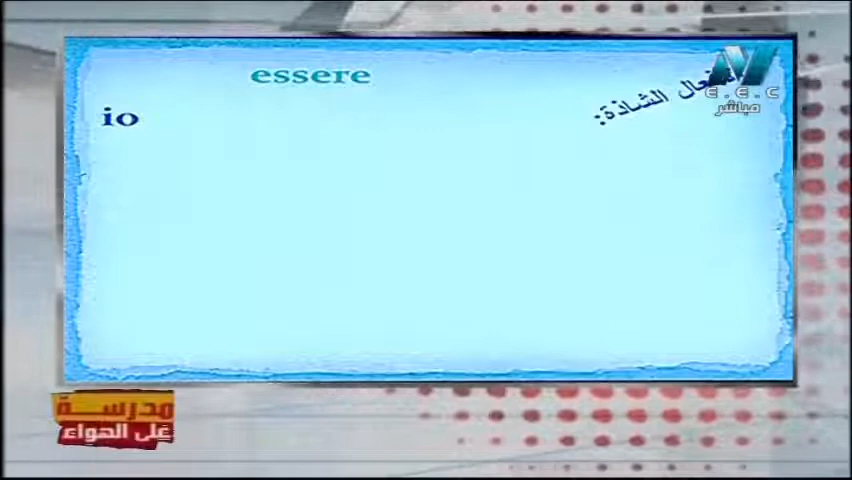 essere
الشاذة:
io
E.E.C
مباشر
مدرسة
على الهواء